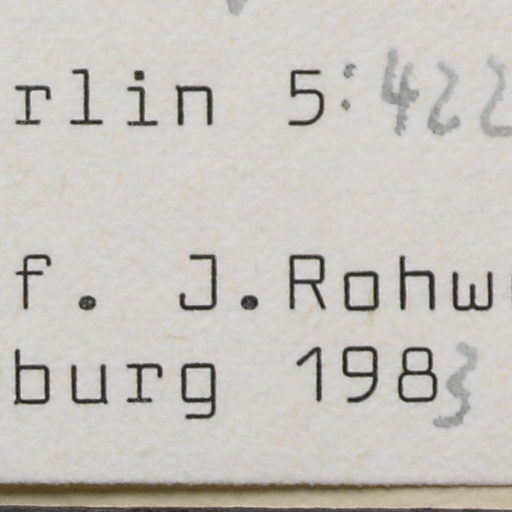 rlin 5:422
f. J.Rohw
burg 1983